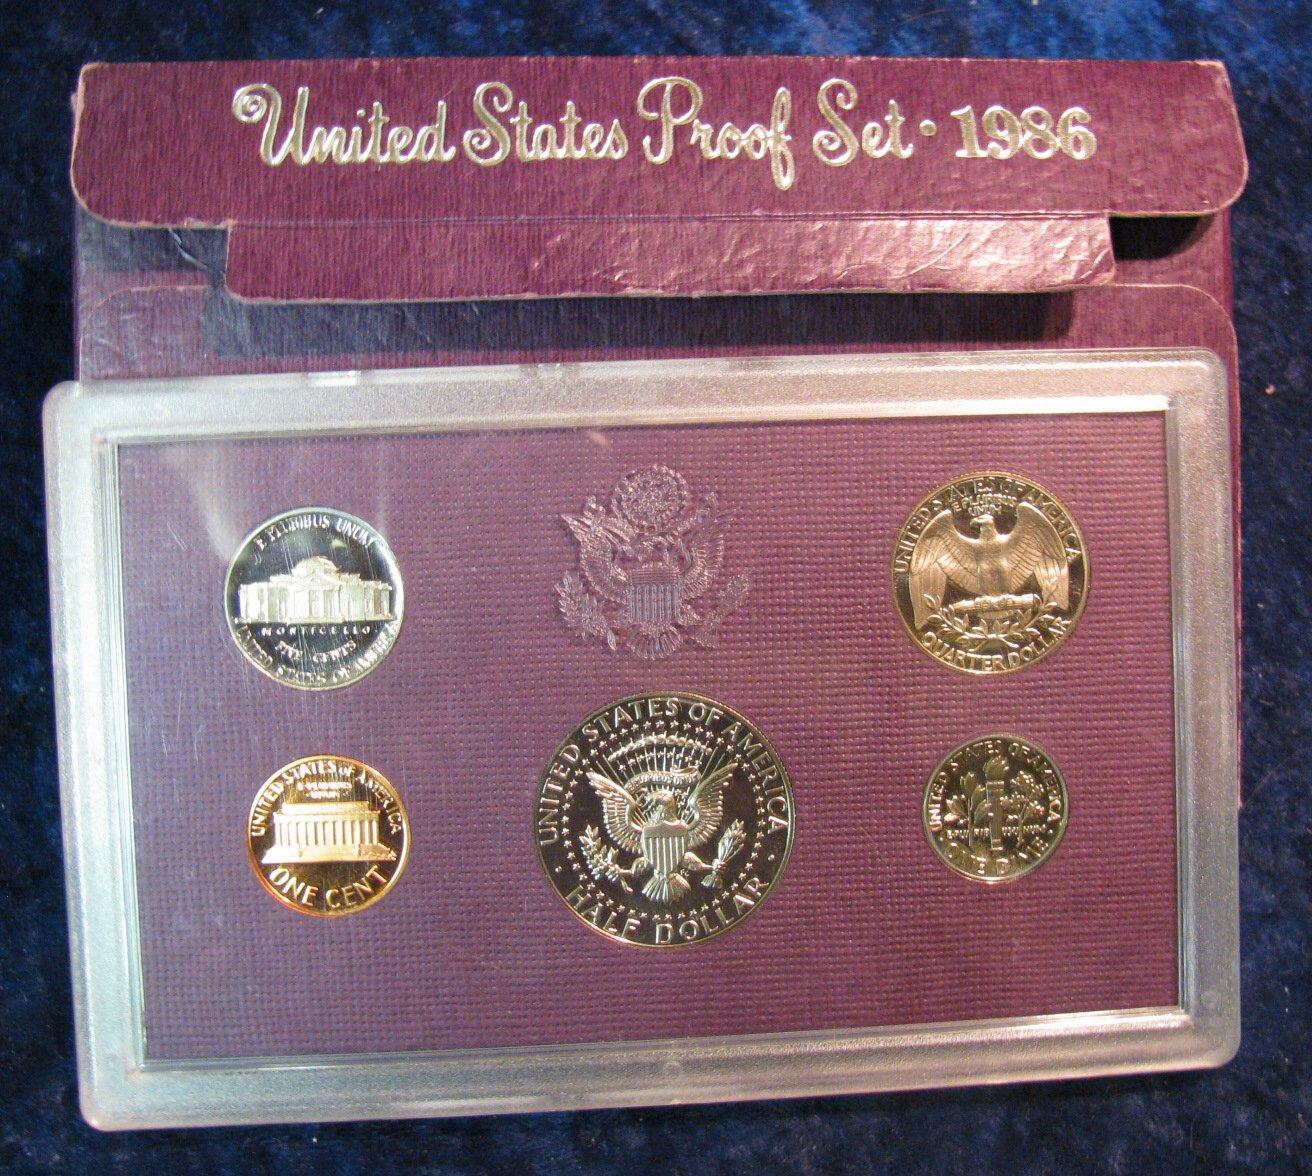 United States Proof Set · 1986
E PLURIBUS UNUM
MONTICELLO
FIVE CENTS
UNITED STATES OF AMERICA
UNITED STATES OF AMERICA
E PLURIBUS
UNUM
QUARTER DOLLAR
UNITED STATES OF AMERICA
E PLURIBUS
UNUM
ONE CENT
UNITED STATES OF AMERICA
HALF DOLLAR
UNITED STATES OF AMERICA
ONE DIME